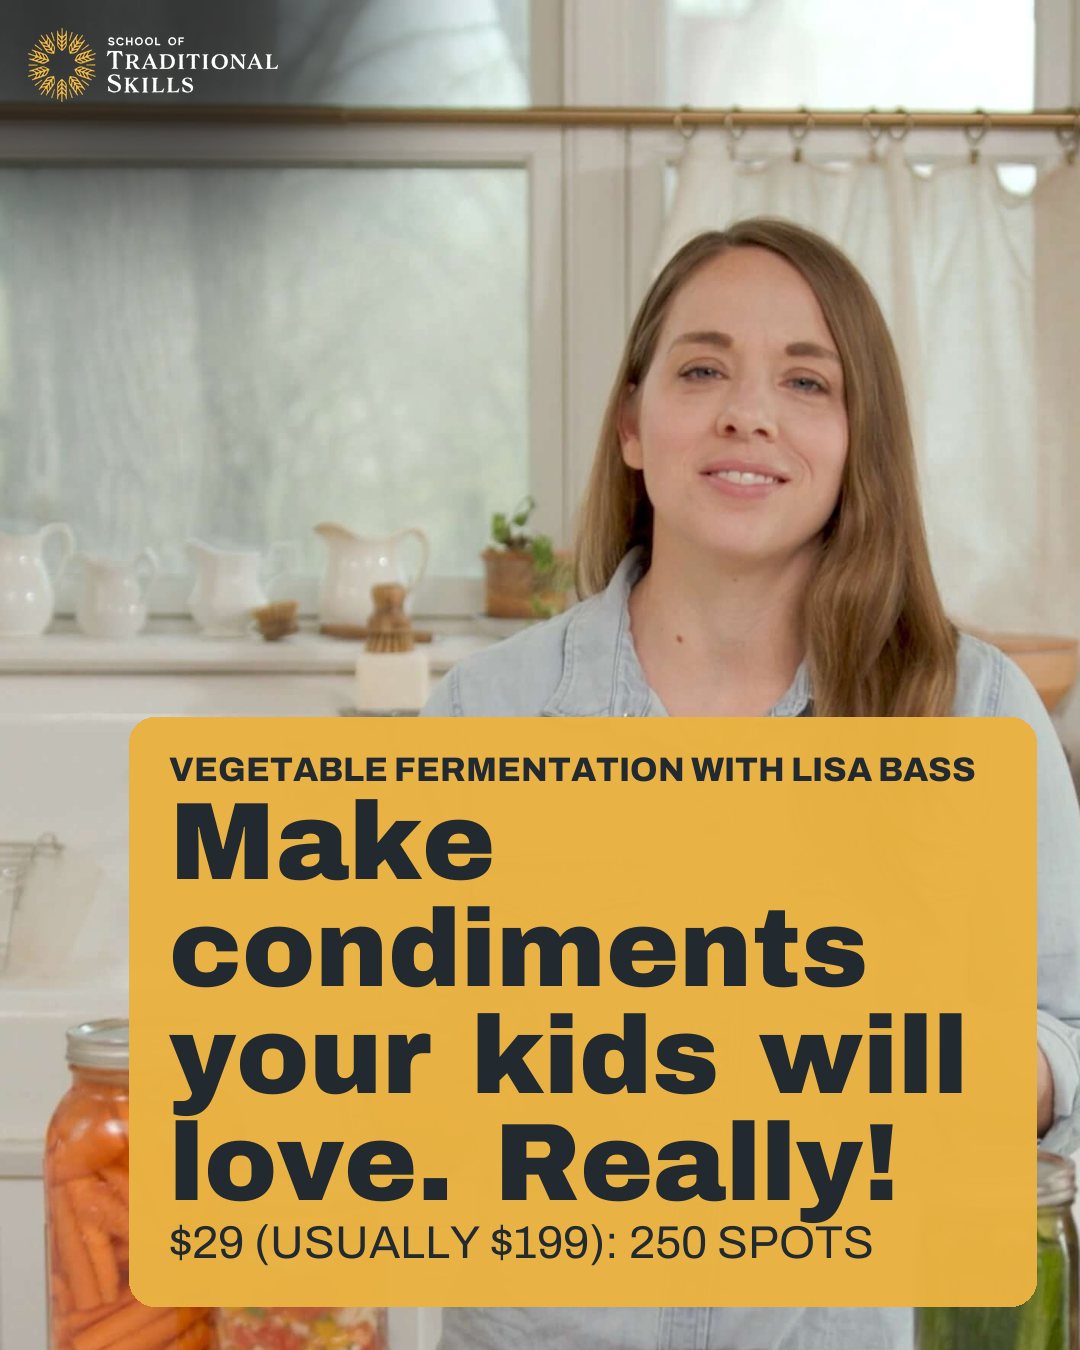 SCHOOL OF
TRADITIONAL
SKILLS
VEGETABLE FERMENTATION WITH LISA BASS
Make
condiments
your kids will
love. Really!
$29 (USUALLY $199): 250 SPOTS